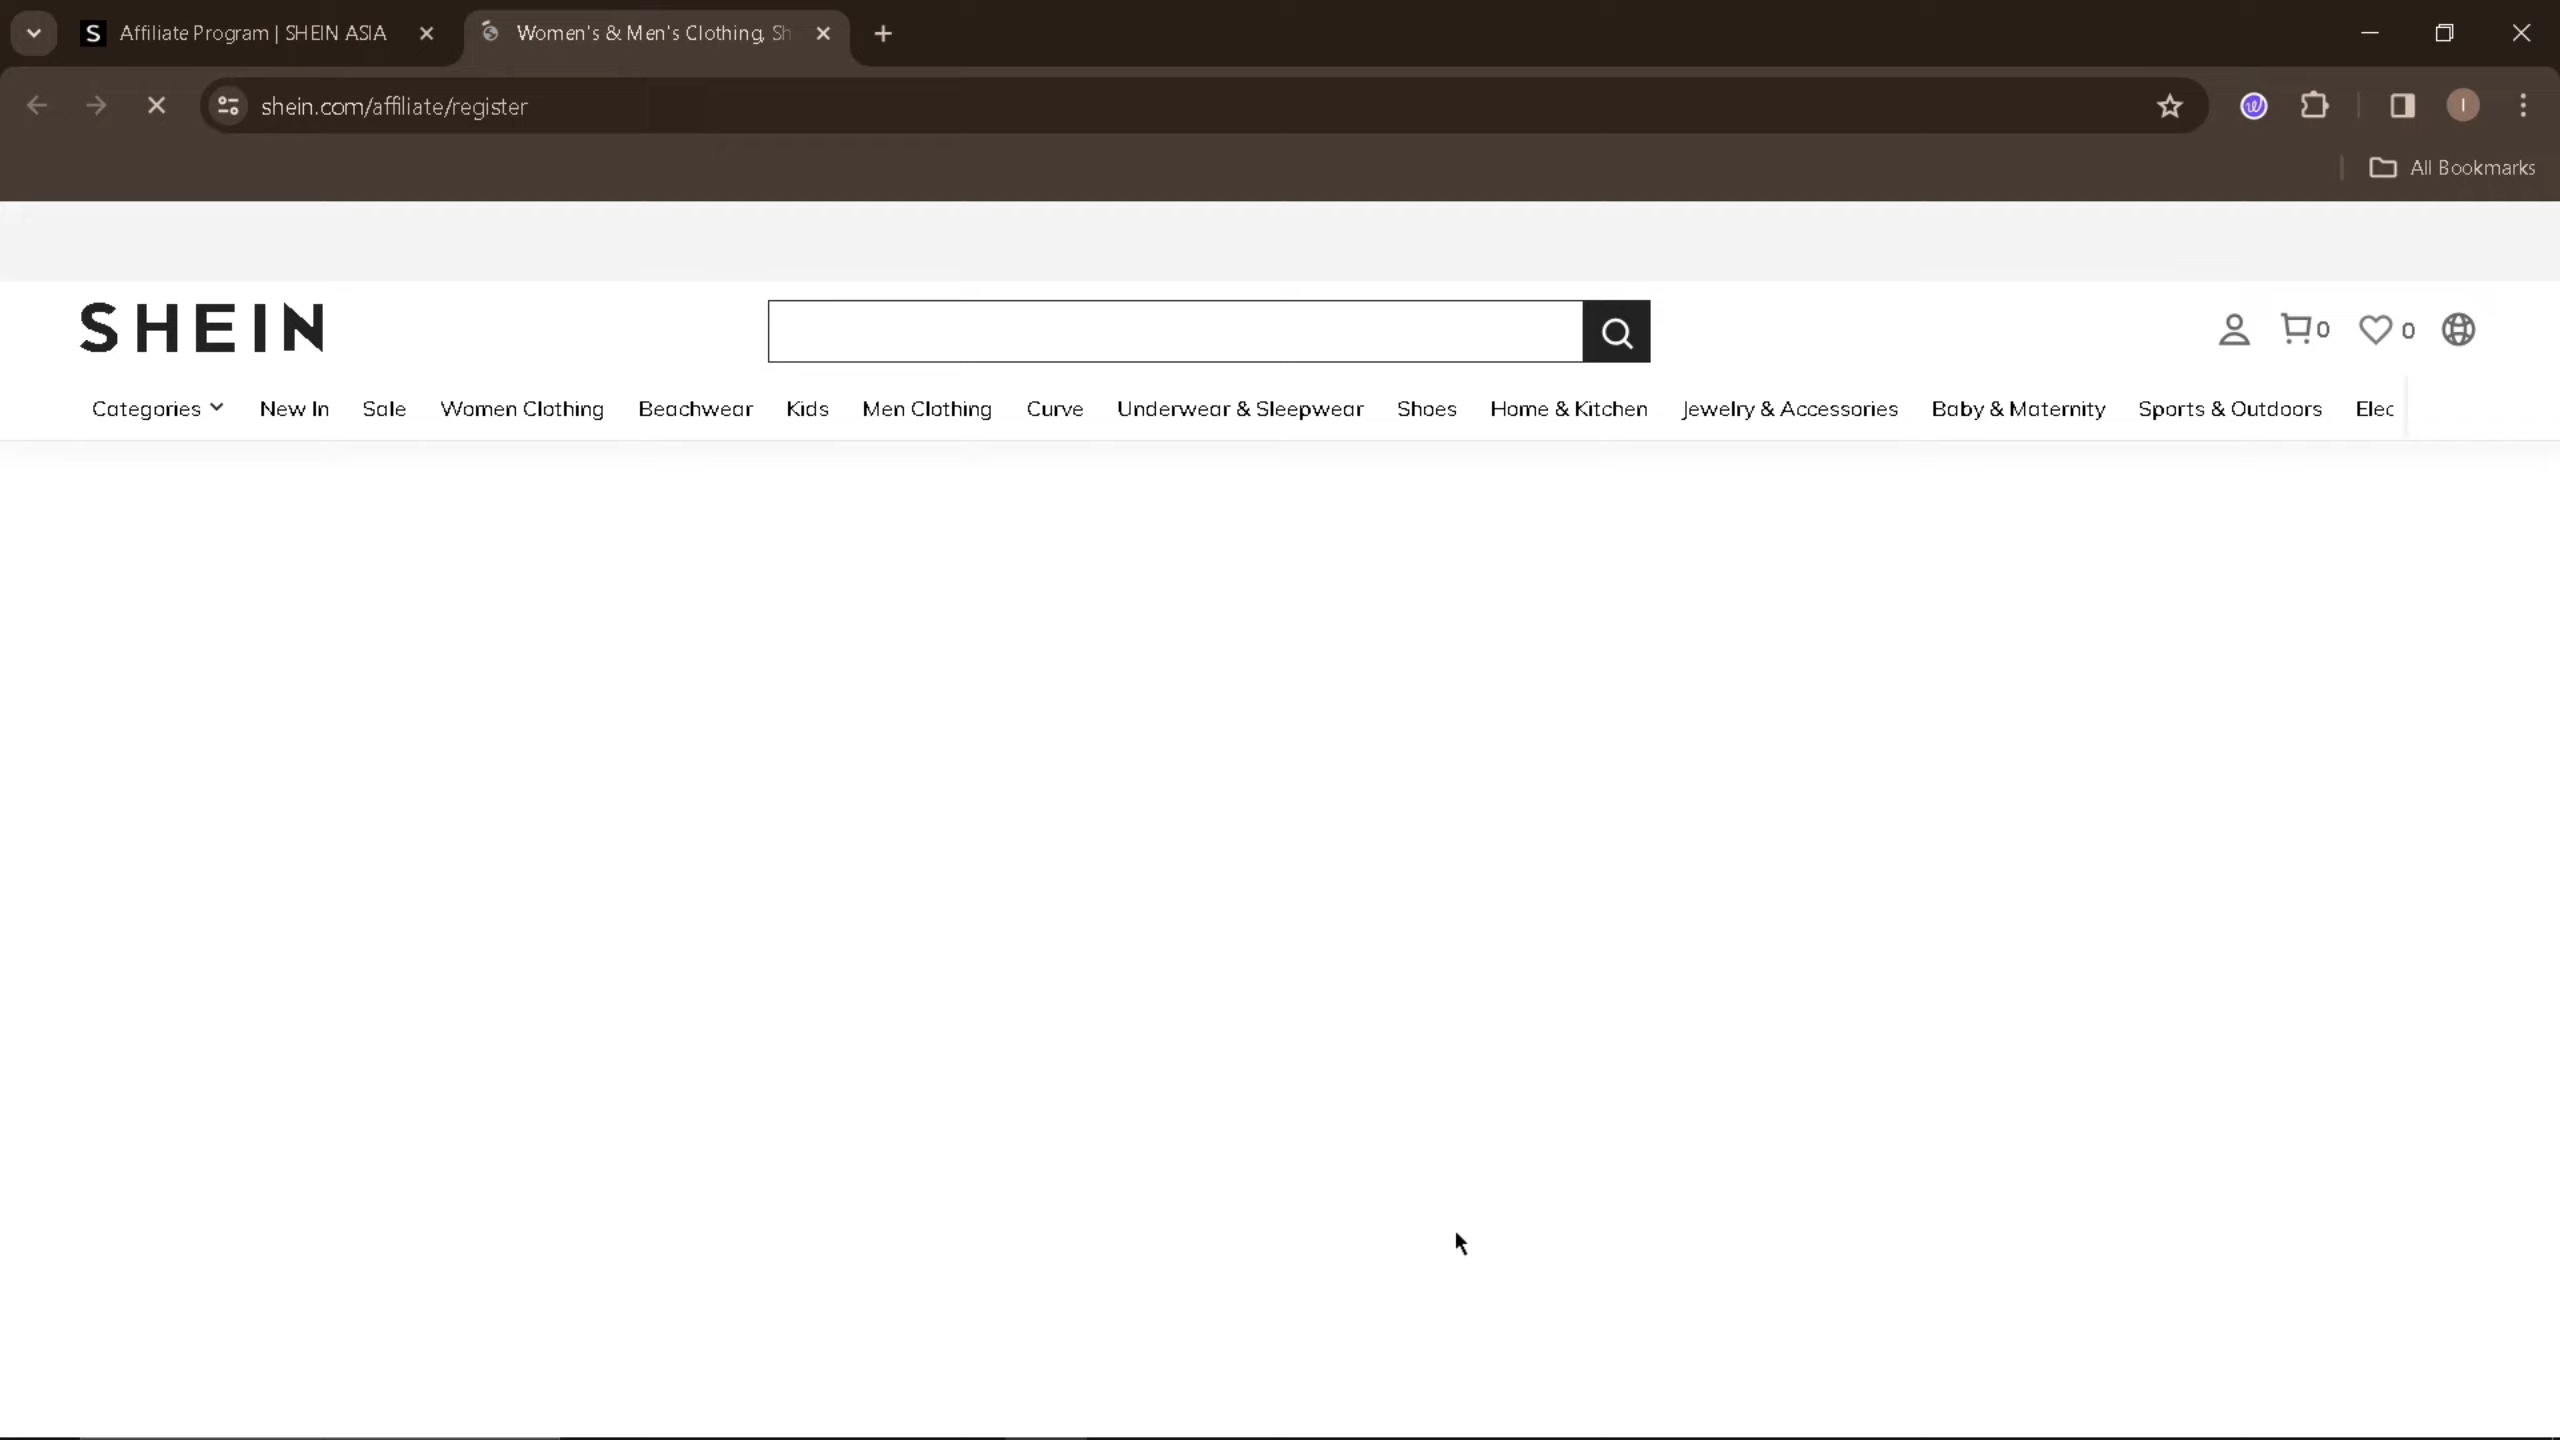 S Affiliate Program | SHEIN ASIA Women's & Men's Clothing, Sh
shein.com/affiliate/register I
All Bookmarks
SHEIN 0 0
Categories New In Sale Women Clothing Beachwear Kids Men Clothing Curve Underwear & Sleepwear Shoes Home & Kitchen Jewelry & Accessories Baby & Maternity Sports & Outdoors Elec